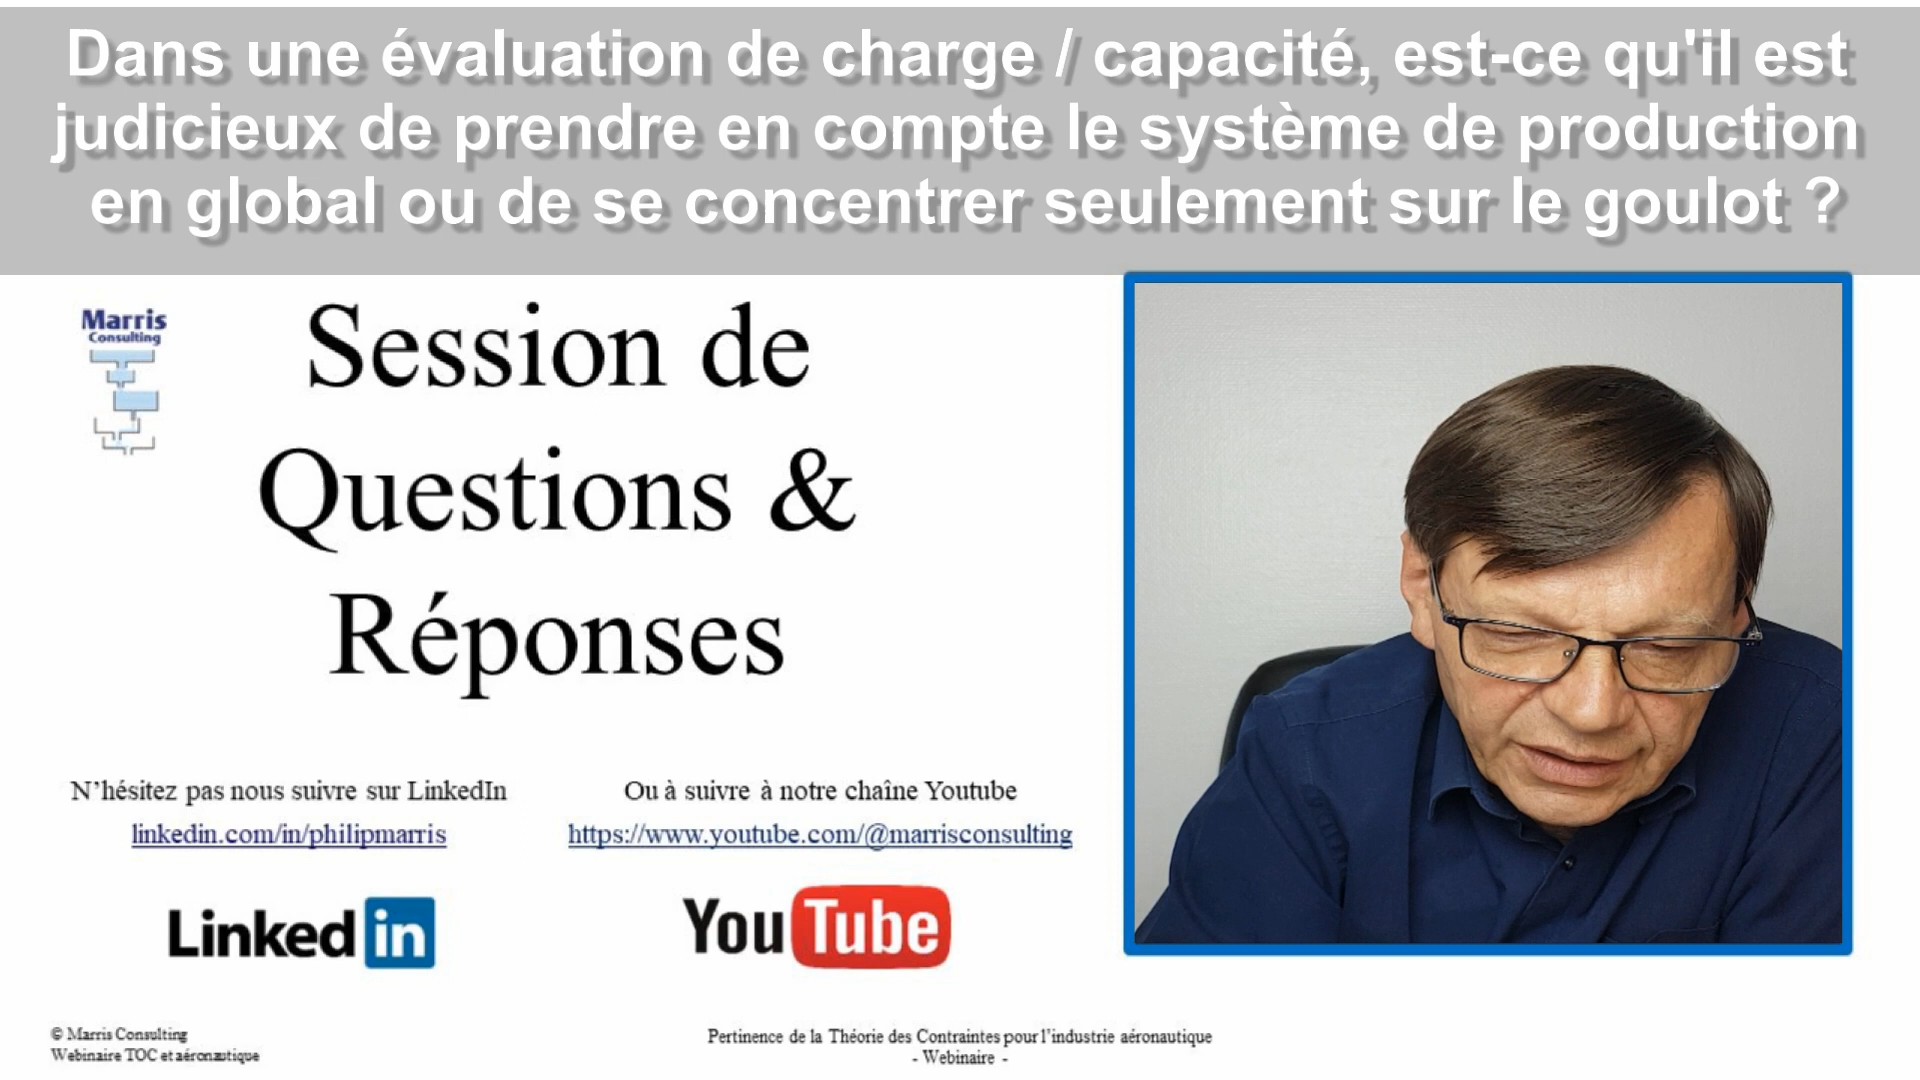 Dans une évaluation de charge / capacité, est-ce qu'il est
judicieux de prendre en compte le système de production
en global ou de se concentrer seulement sur le goulot ?
Marris
Consulting
Session de
Questions &
Réponses
N'hésitez pas nous suivre sur LinkedIn
linkedin.com/in/philipmarris
Ou à suivre à notre chaîne Youtube
https://www.youtube.com/@marrisconsulting
Linked in
YouTube
© Marris Consulting
Webinaire TOC et aéronautique
Pertinence de la Théorie des Contraintes pour l'industrie aéronautique
- Webinaire -